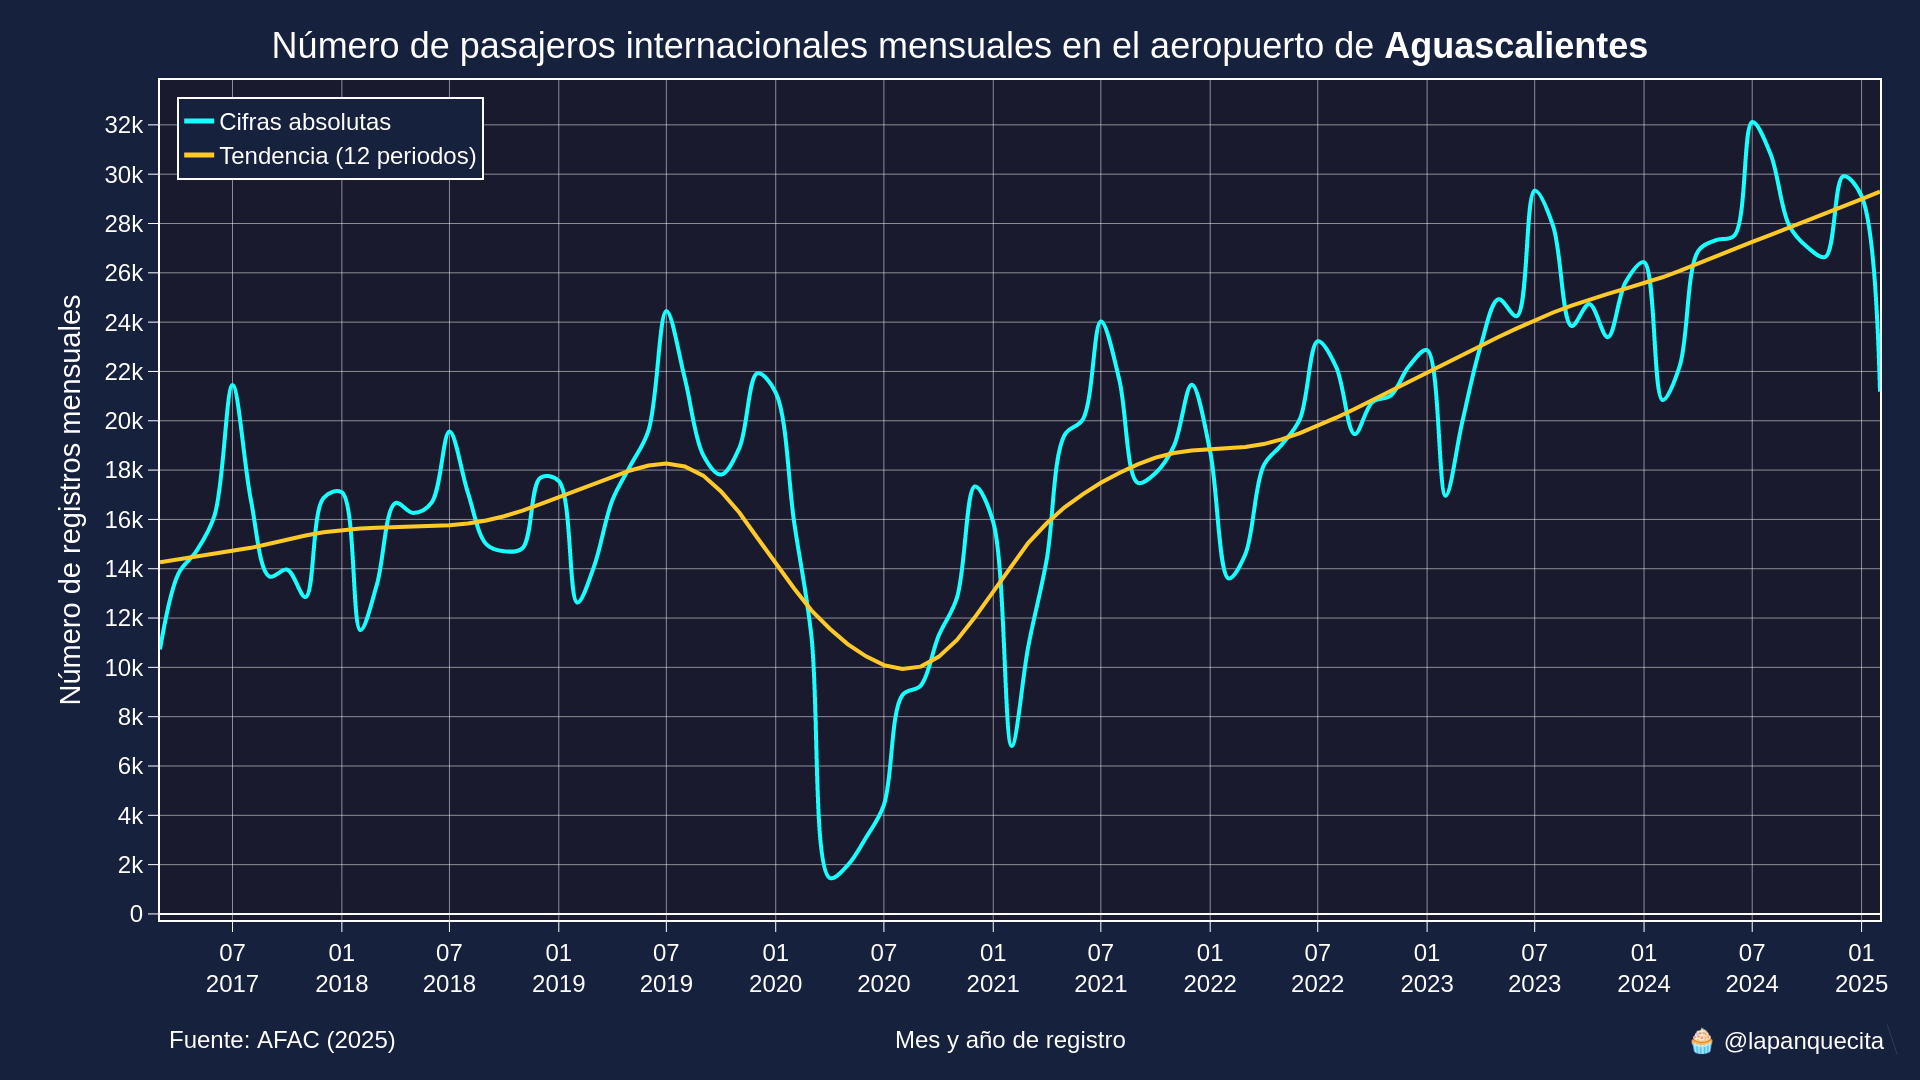 Número de pasajeros internacionales mensuales en el aeropuerto de Aguascalientes
Cifras absolutas
Tendencia (12 periodos)
Número de registros mensuales
32k
30k
28k
26k
24k
22k
20k
18k
16k
14k
12k
10k
8k
6k
4k
2k
0
07 01 07 01 07 01 07 01 07 01 07 01 07 01 07 01
2017 2018 2018 2019 2019 2020 2020 2021 2021 2022 2022 2023 2023 2024 2024 2025
Fuente: AFAC (2025)
Mes y año de registro
🧁 @lapanquecita